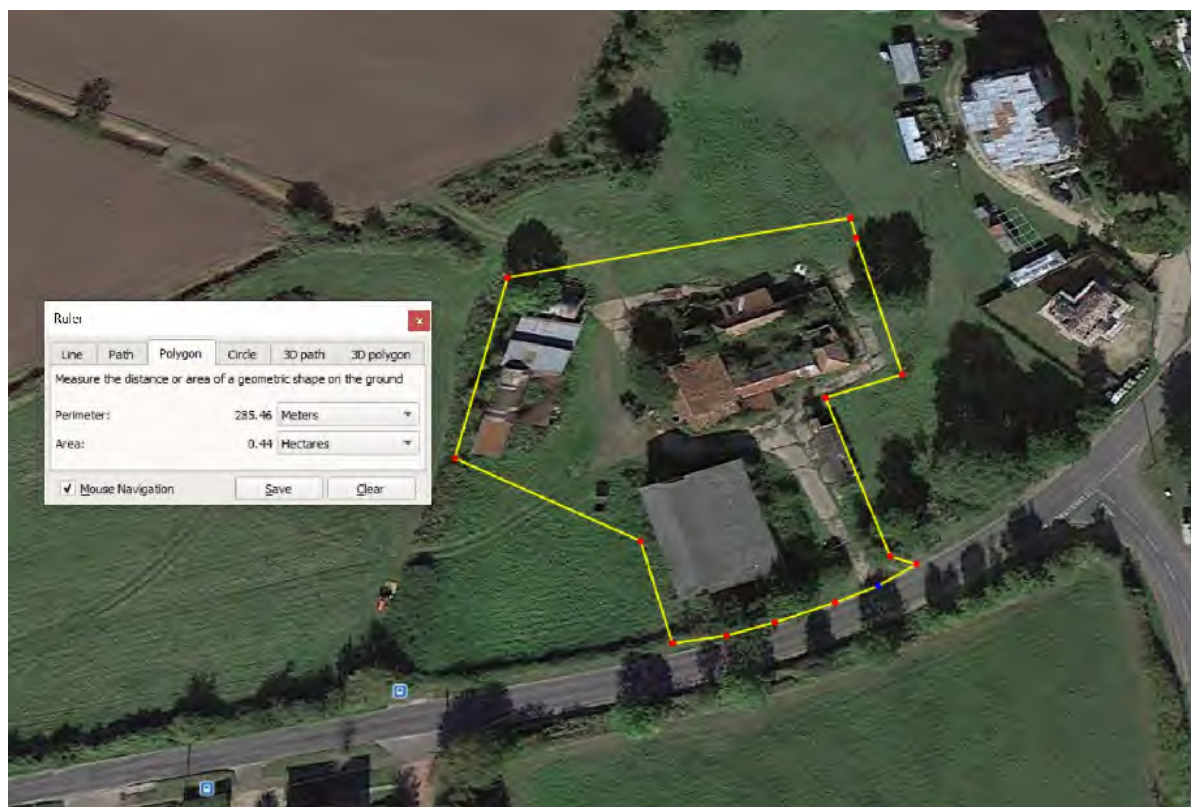 Ruler
Line Path Polygon Circle 3D path 3D polygon
Measure the distance or area of a geometric shape on the ground
Perimeter: 285.46 Meters
Area: 0.44 Hectares
Mouse Navigation Save Clear